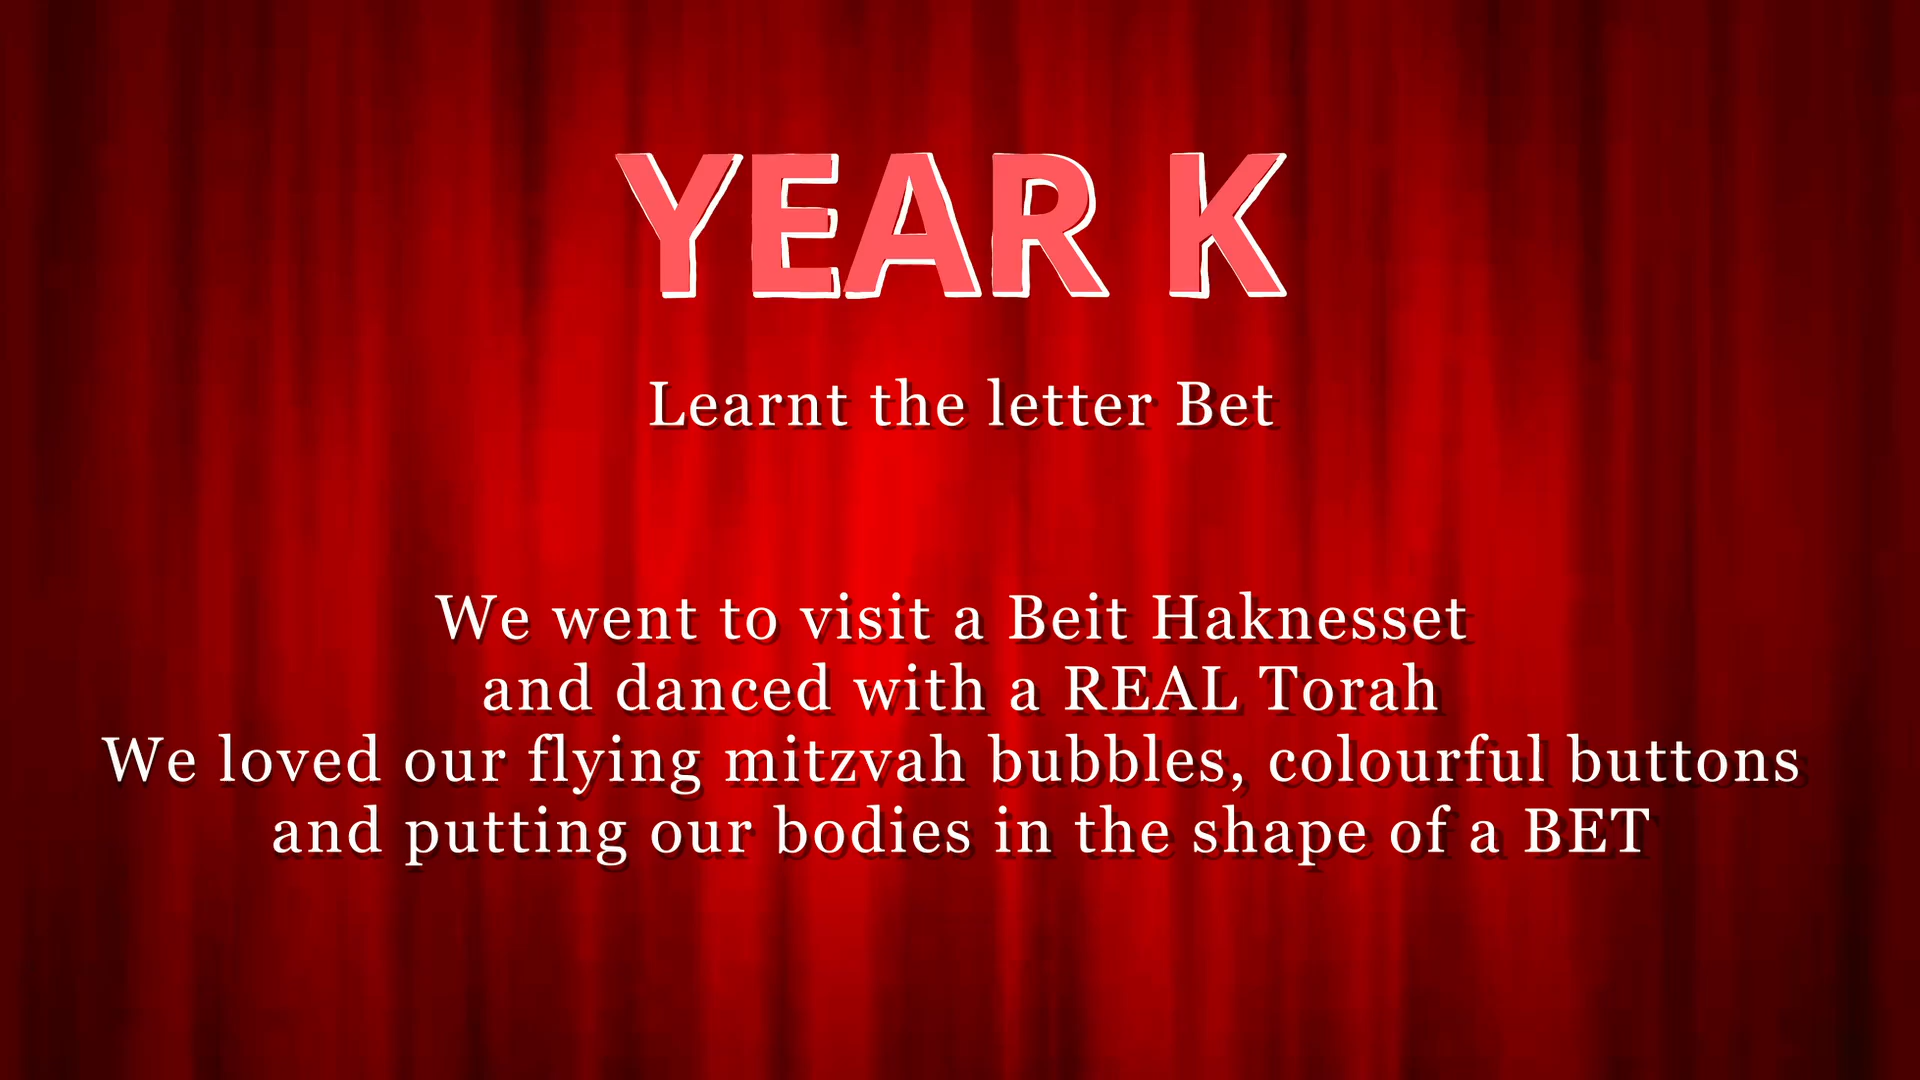 YEAR K
Learnt the letter Bet
We went to visit a Beit Haknesset
and danced with a REAL Torah
We loved our flying mitzvah bubbles, colourful buttons
and putting our bodies in the shape of a BET